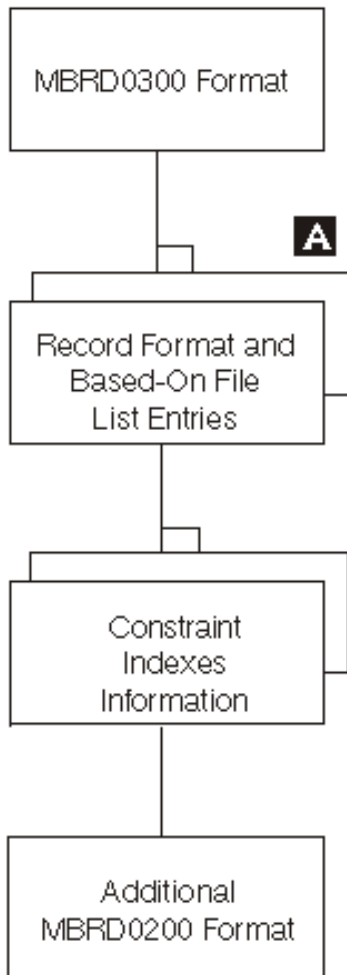 MBRD0300 Format
A
Record Format and
Based-On File
List Entries
Constraint
Indexes
Information
Additional
MBRD0200 Format